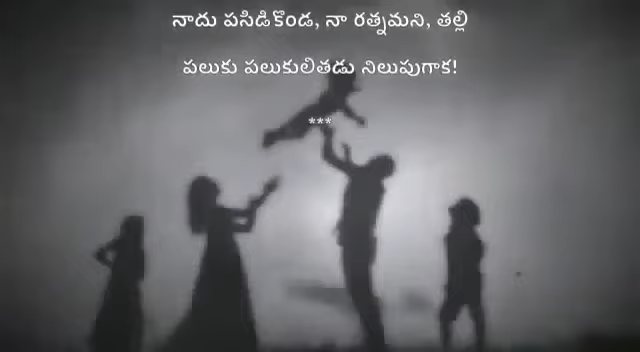 నాదు పసిడికొండ, నా రత్నమని, తల్లి
పలుకు పలుకులితడు నిలుపుగాక!
***